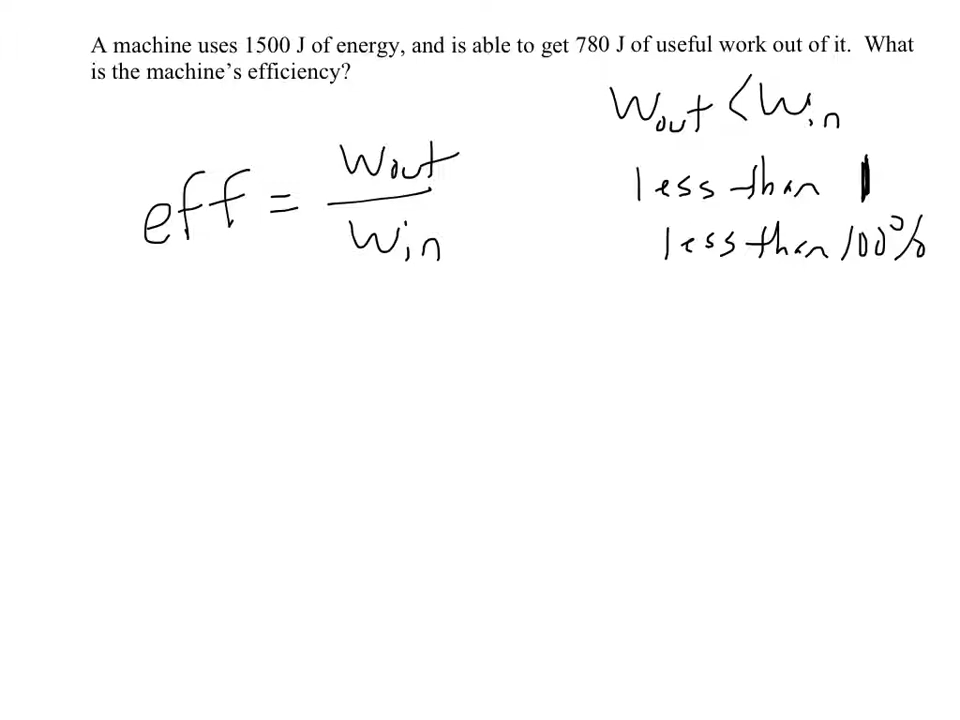 A machine uses 1500 J of energy, and is able to get 780 J of useful work out of it. What
is the machine's efficiency?
Wout < Win
less than 1
less than 100%
eff = Wout
Win